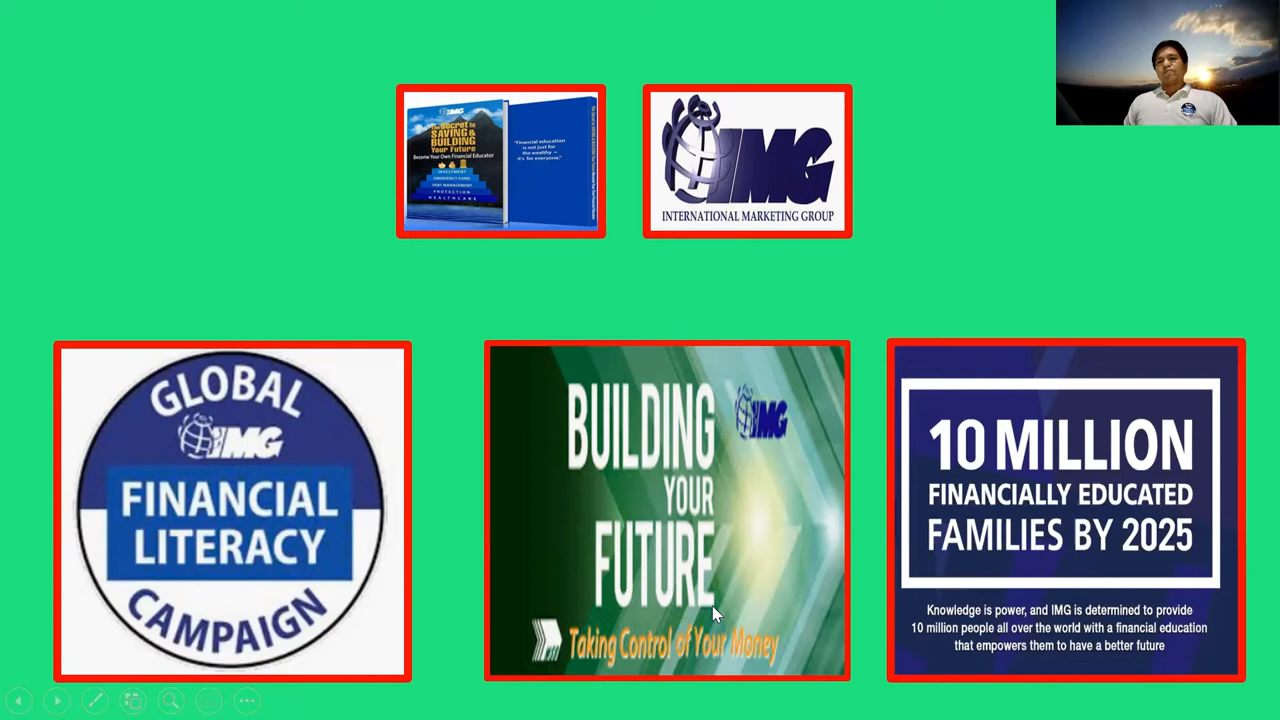 IMG
The Secret to
SAVING &
BUILDING
Your Future
Become Your Own Financial Educator
INVESTMENT
EMERGENCY FUND
DEBT MANAGEMENT
PROTECTION
HEALTHCARE
"Financial education
is not just for
the wealthy —
it's for everyone."
IMG
INTERNATIONAL MARKETING GROUP
GLOBAL
IMG
FINANCIAL
LITERACY
CAMPAIGN
BUILDING
YOUR
FUTURE
IMG
Taking Control of Your Money
10 MILLION
FINANCIALLY EDUCATED
FAMILIES BY 2025
Knowledge is power, and IMG is determined to provide
10 million people all over the world with a financial education
that empowers them to have a better future